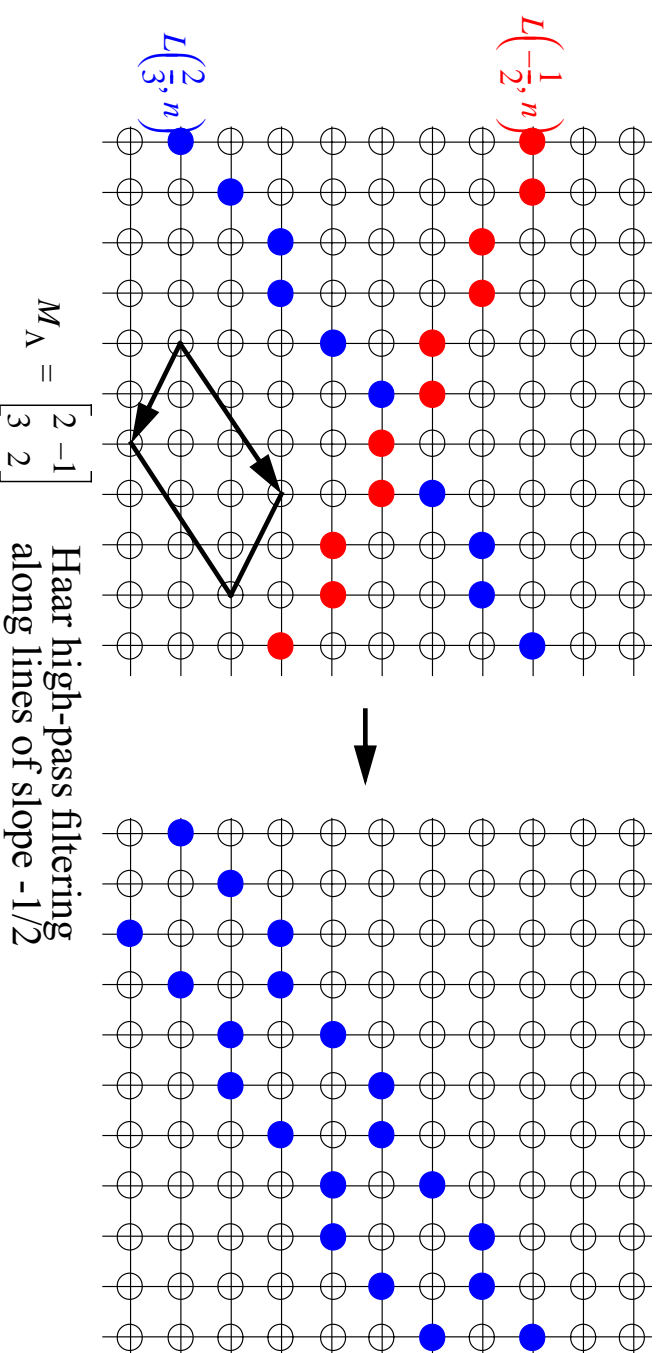 L(-1/2, n)
L(2/3, n)
M_Λ = [2 -1; 3 2]
Haar high-pass filtering
along lines of slope -1/2